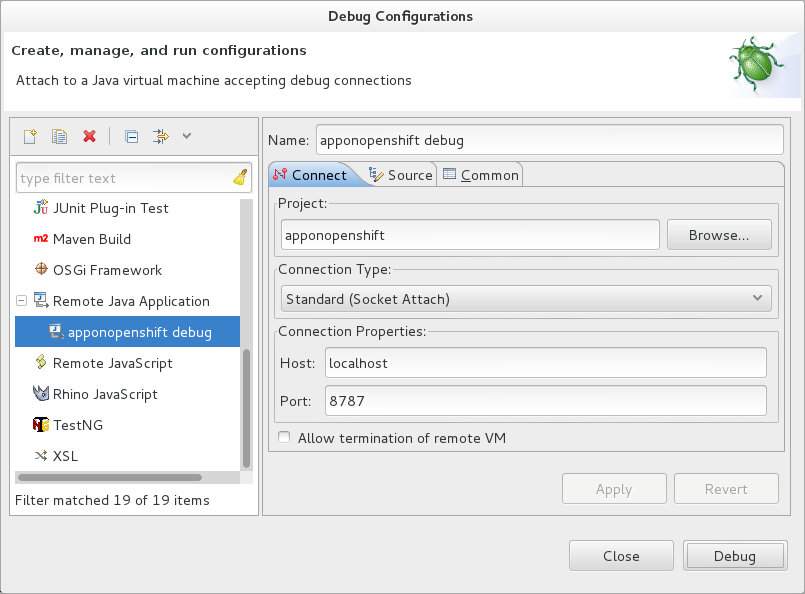 Debug Configurations
Create, manage, and run configurations
Attach to a Java virtual machine accepting debug connections
type filter text
JUnit Plug-in Test
Maven Build
OSGi Framework
Remote Java Application
apponopenshift debug
Remote JavaScript
Rhino JavaScript
TestNG
XSL
Filter matched 19 of 19 items
Name: apponopenshift debug
Connect Source Common
Project:
apponopenshift Browse...
Connection Type:
Standard (Socket Attach)
Connection Properties:
Host: localhost
Port: 8787
Allow termination of remote VM
Apply Revert
Close Debug